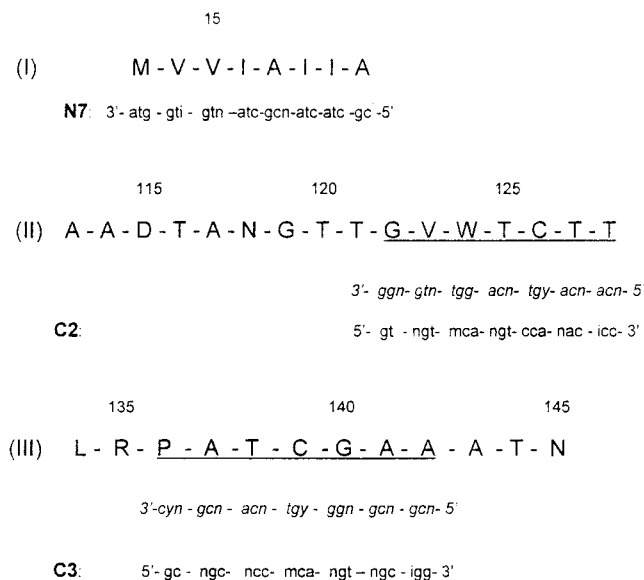 15
(I) M - V - V - I - A - I - I - A
N7: 3'- atg - gti - gtn –atc-gcn-atc-atc -gc -5'
115 120 125
(II) A - A - D - T - A - N - G - T - T - G - V - W - T - C - T - T
3'- ggn- gtn- tgg- acn- tgy- acn- acn- 5'
C2: 5'- gt - ngt- mca- ngt- cca- nac- icc- 3'
135 140 145
(III) L - R - P - A - T - C - G - A - A - A - T - N
3'-cyn - gcn - acn - tgy - ggn - gcn - gcn- 5'
C3: 5'- gc - ngc- ncc- mca- ngt – ngc - igg- 3'